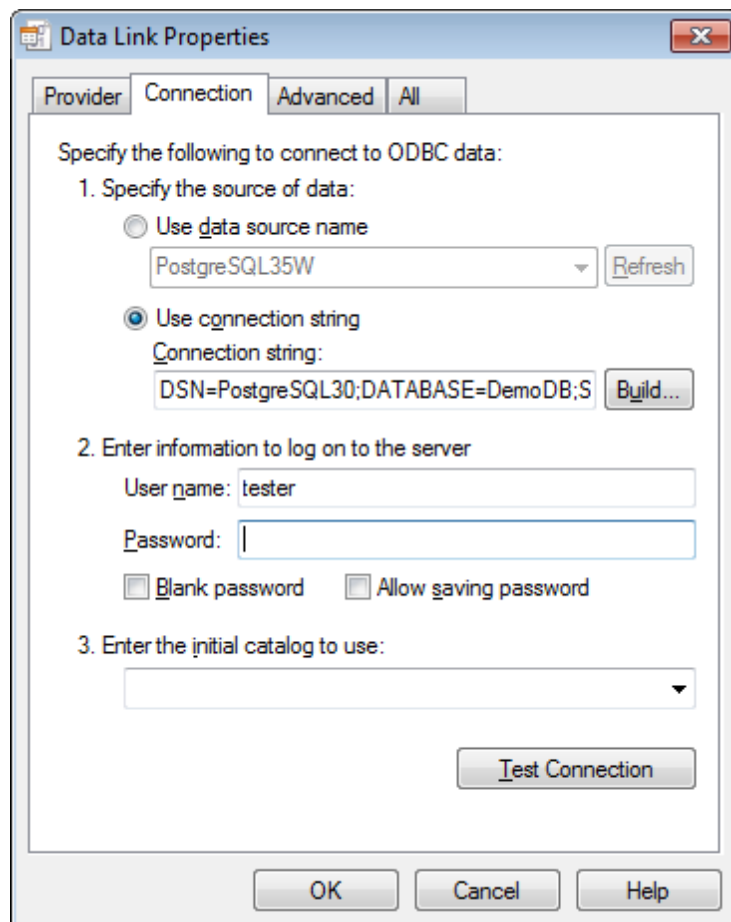 Data Link Properties
Provider Connection Advanced All
Specify the following to connect to ODBC data:
1. Specify the source of data:
Use data source name
PostgreSQL35W Refresh
Use connection string
Connection string:
DSN=PostgreSQL30;DATABASE=DemoDB;S Build...
2. Enter information to log on to the server
User name: tester
Password:
Blank password Allow saving password
3. Enter the initial catalog to use:
Test Connection
OK Cancel Help